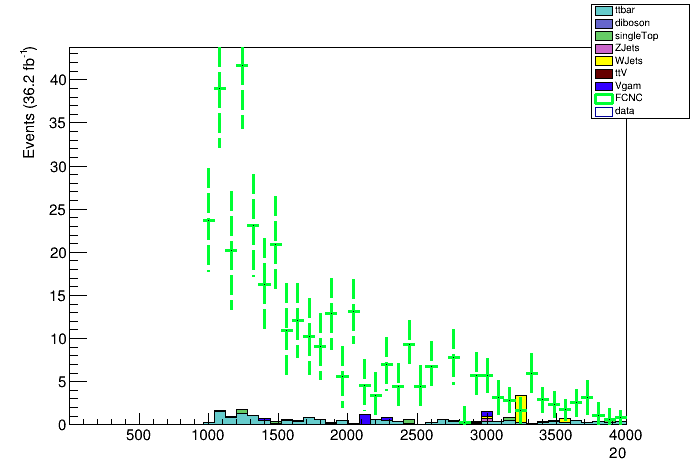 ttbar
diboson
singleTop
ZJets
WJets
ttV
Vgam
FCNC
data
Events (36.2 fb⁻¹)
40
35
30
25
20
15
10
5
0
500 1000 1500 2000 2500 3000 3500 4000
20